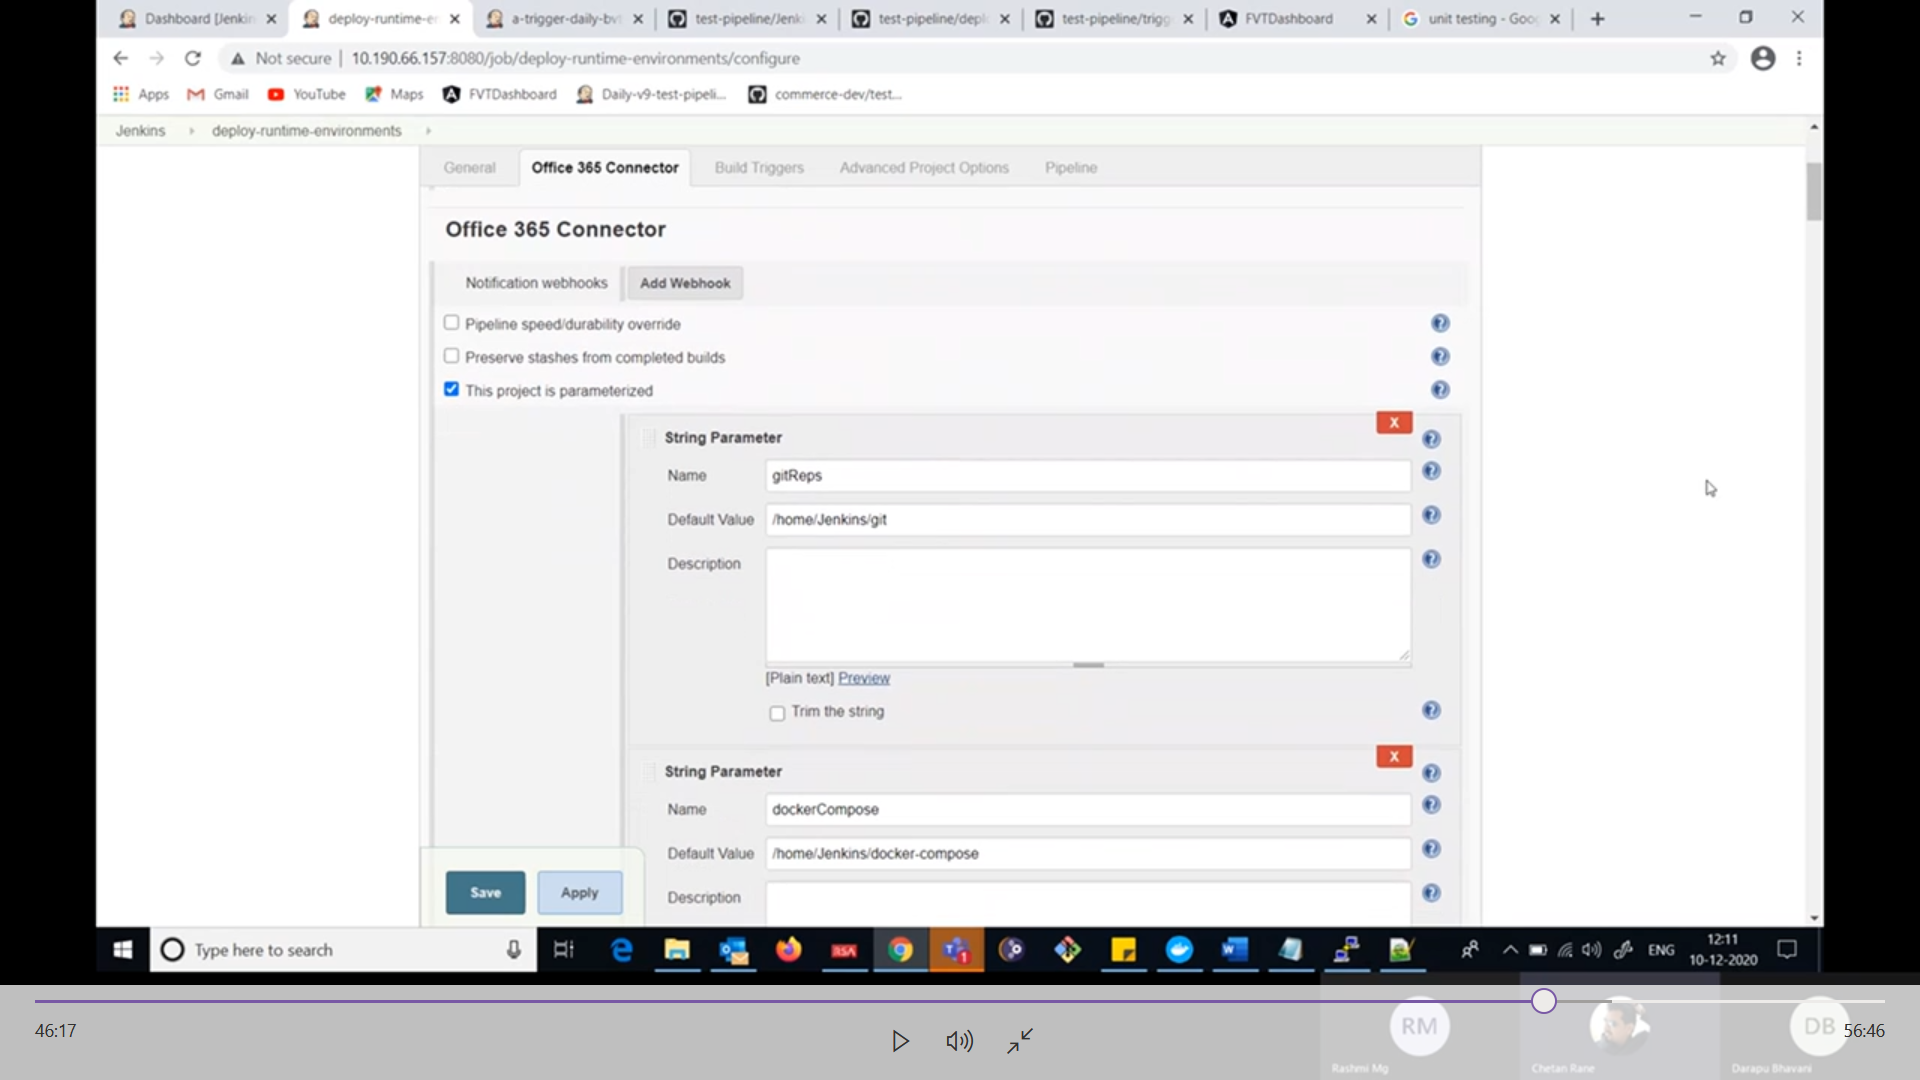 Dashboard [Jenkin
deploy-runtime-er
a-trigger-daily-bvt
test-pipeline/Jenki
test-pipeline/depl
test-pipeline/trigg
FVTDashboard
unit testing - Goo
Not secure | 10.190.66.157:8080/job/deploy-runtime-environments/configure
Apps
Gmail
YouTube
Maps
FVTDashboard
Daily-v9-test-pipeli...
commerce-dev/test...
Jenkins
deploy-runtime-environments
General
Office 365 Connector
Build Triggers
Advanced Project Options
Pipeline
Office 365 Connector
Notification webhooks
Add Webhook
Pipeline speed/durability override
Preserve stashes from completed builds
This project is parameterized
X
String Parameter
Name
gitReps
Default Value
/home/Jenkins/git
Description
[Plain text] Preview
Trim the string
X
String Parameter
Name
dockerCompose
Default Value
/home/Jenkins/docker-compose
Description
Save
Apply
Type here to search
RSA
1
ENG
12:11
10-12-2020
46:17
RM
Rashmi Mg
Chetan Rane
DB
Darapu Bhavani
56:46